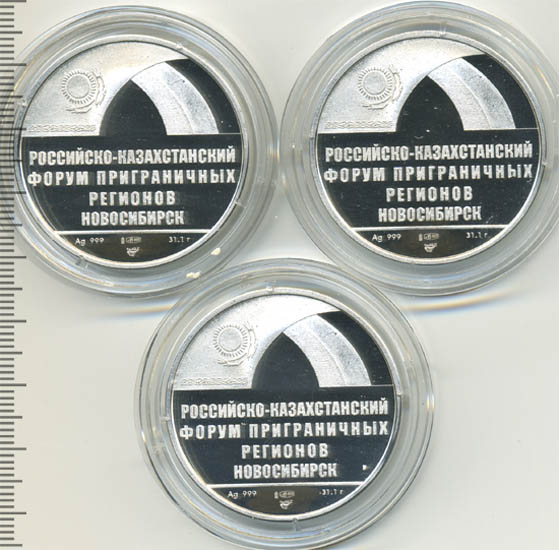 РОССИЙСКО-КАЗАХСТАНСКИЙ
ФОРУМ ПРИГРАНИЧНЫХ
РЕГИОНОВ
НОВОСИБИРСК
Ag 999 31.1 г
РОССИЙСКО-КАЗАХСТАНСКИЙ
ФОРУМ ПРИГРАНИЧНЫХ
РЕГИОНОВ
НОВОСИБИРСК
Ag 999 31.1 г
РОССИЙСКО-КАЗАХСТАНСКИЙ
ФОРУМ ПРИГРАНИЧНЫХ
РЕГИОНОВ
НОВОСИБИРСК
Ag 999 31.1 г